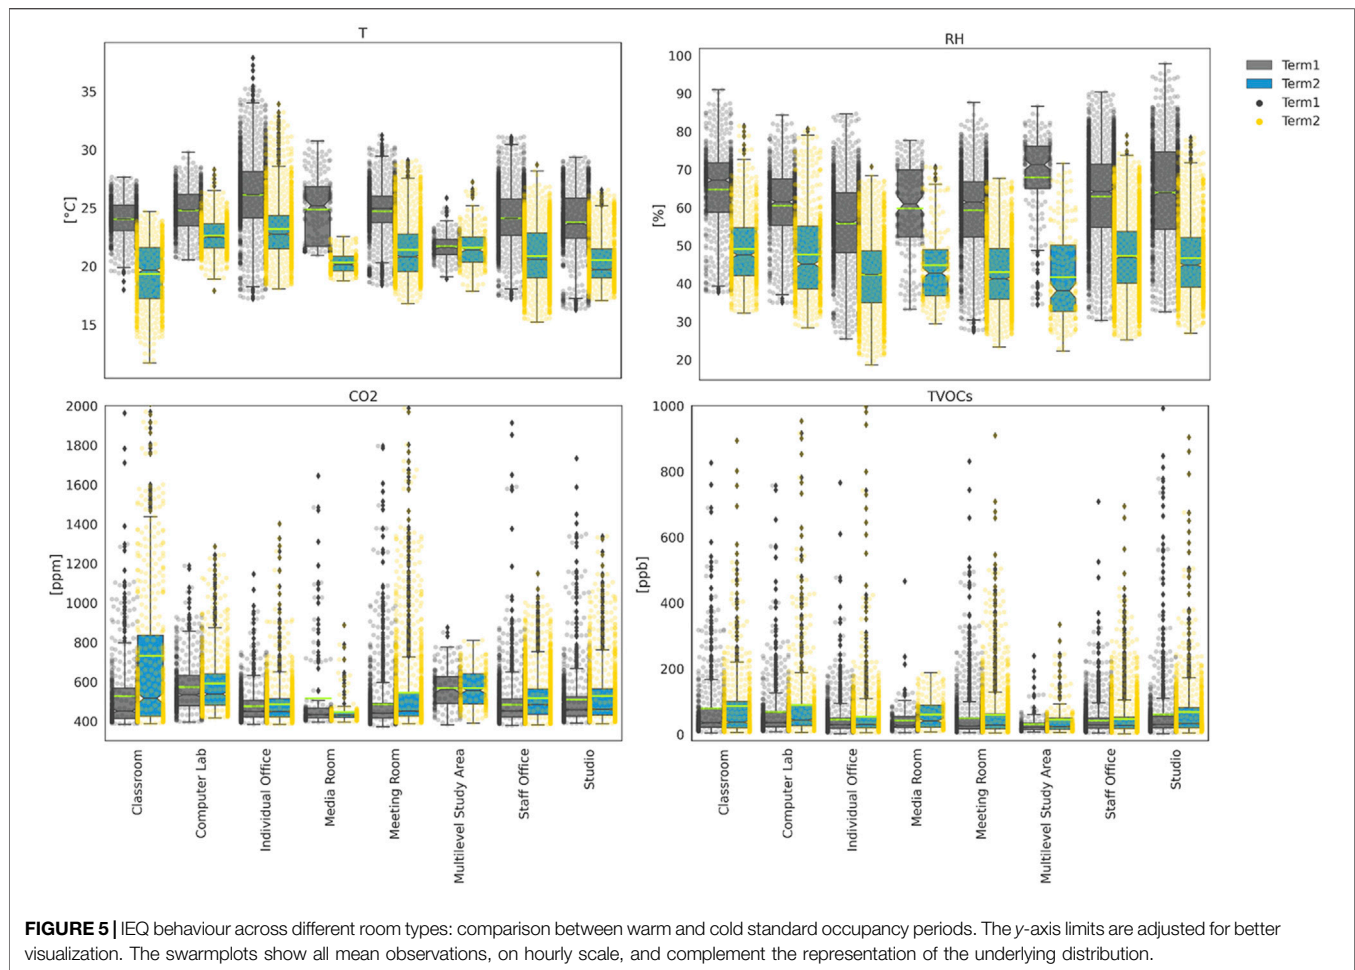 T
[°C]
35
30
25
20
15
RH
[%]
100
90
80
70
60
50
40
30
20
Term1
Term2
Term1
Term2
CO2
[ppm]
2000
1800
1600
1400
1200
1000
800
600
400
TVOCs
[ppb]
1000
800
600
400
200
0
Classroom
Computer Lab
Individual Office
Media Room
Meeting Room
Multilevel Study Area
Staff Office
Studio
Classroom
Computer Lab
Individual Office
Media Room
Meeting Room
Multilevel Study Area
Staff Office
Studio
FIGURE 5 | IEQ behaviour across different room types: comparison between warm and cold standard occupancy periods. The y-axis limits are adjusted for better
visualization. The swarmplots show all mean observations, on hourly scale, and complement the representation of the underlying distribution.